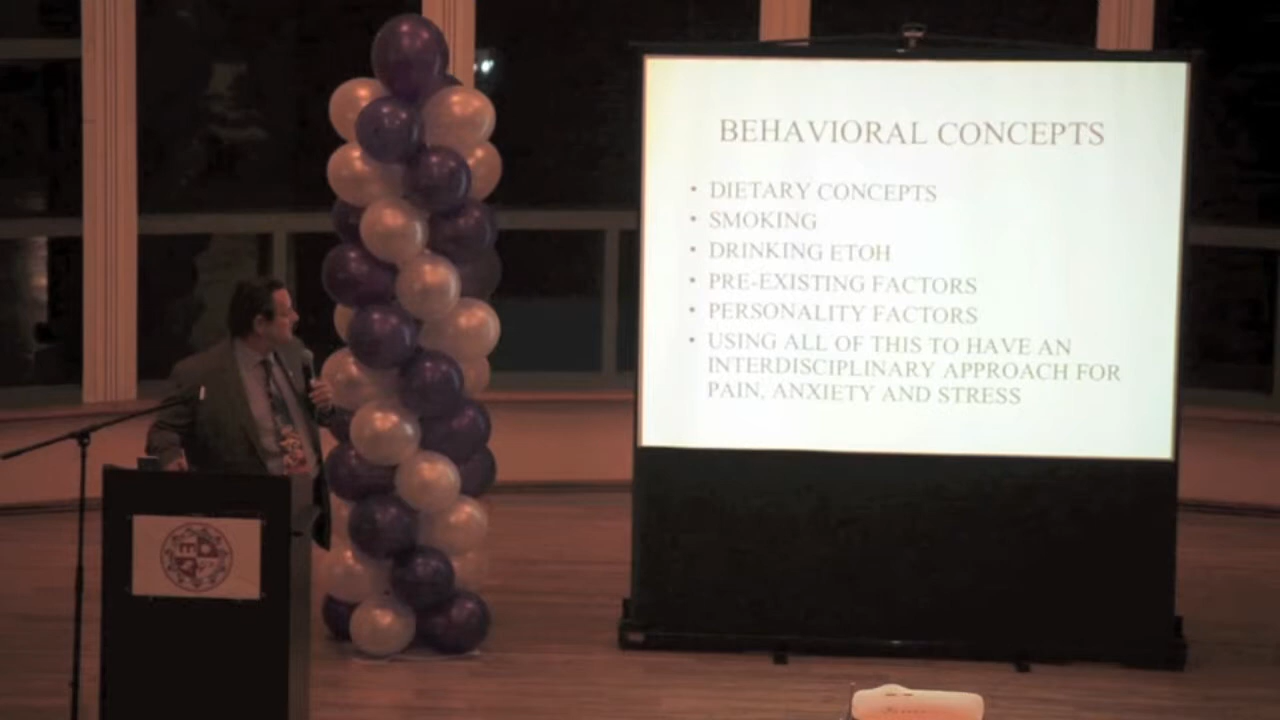 BEHAVIORAL CONCEPTS
• DIETARY CONCEPTS
• SMOKING
• DRINKING ETOH
• PRE-EXISTING FACTORS
• PERSONALITY FACTORS
• USING ALL OF THIS TO HAVE AN
INTERDISCIPLINARY APPROACH FOR
PAIN, ANXIETY AND STRESS